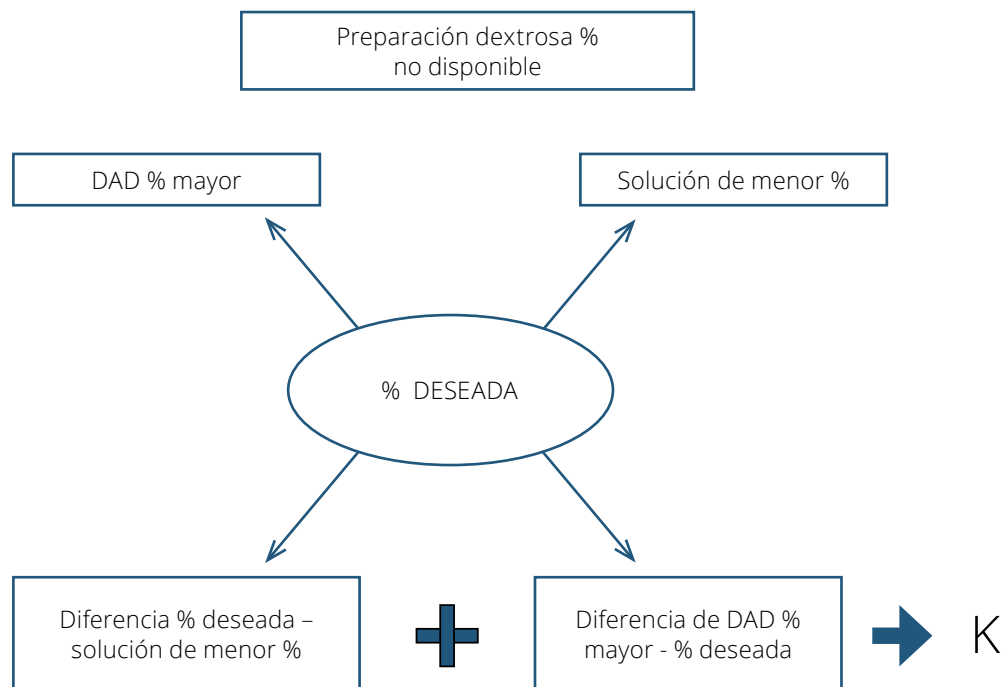 Preparación dextrosa %
no disponible
DAD % mayor
Solución de menor %
% DESEADA
Diferencia % deseada –
solución de menor %
Diferencia de DAD %
mayor - % deseada
K